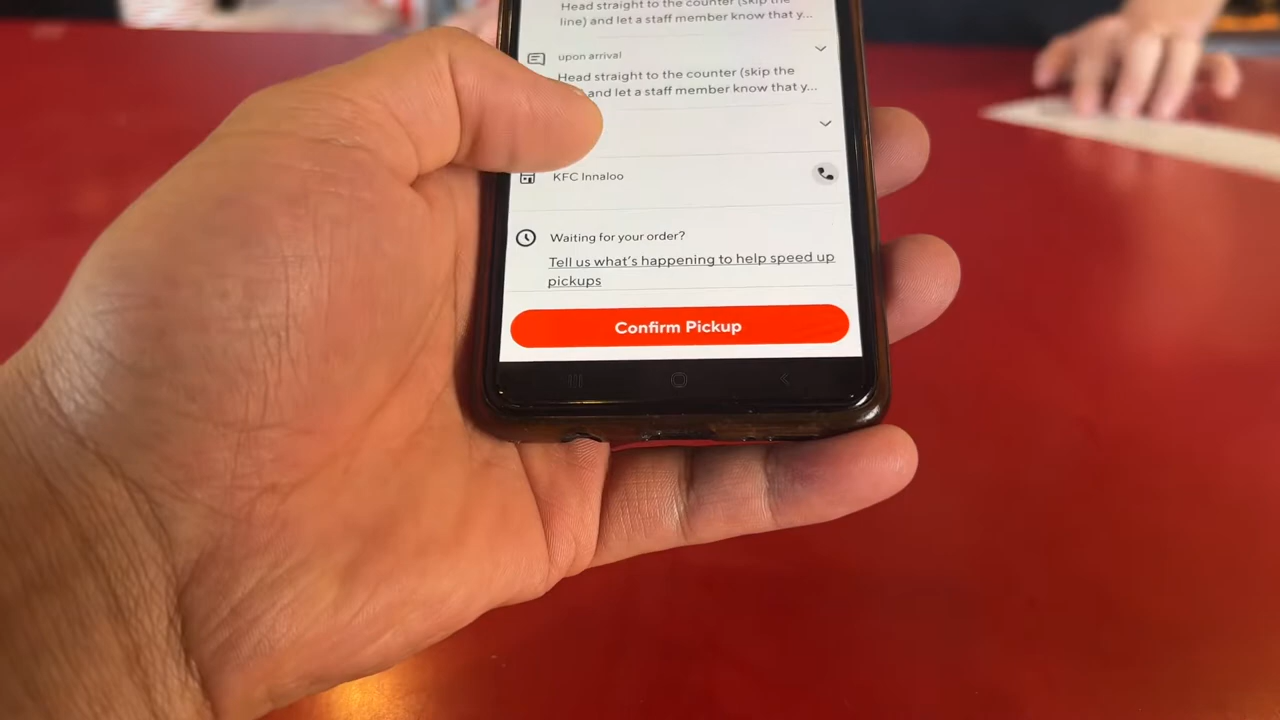 Head straight to the counter (skip the
line) and let a staff member know that y...
upon arrival
Head straight to the counter (skip the
and let a staff member know that y...
KFC Innaloo
Waiting for your order?
Tell us what's happening to help speed up
pickups
Confirm Pickup